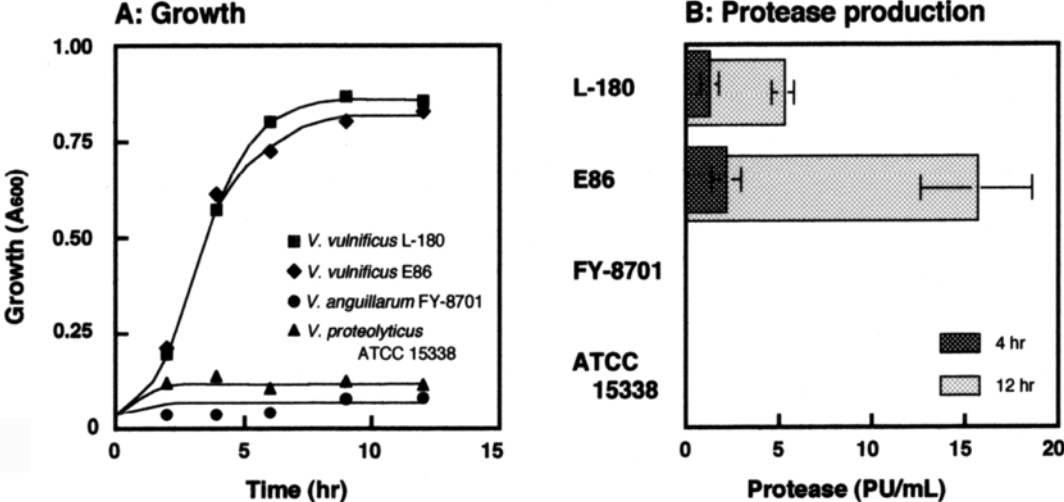 A: Growth
1.00
0.75
0.50
0.25
0
Growth (A600)
V. vulnificus L-180
V. vulnificus E86
V. anguillarum FY-8701
V. proteolyticus
ATCC 15338
0 5 10 15
Time (hr)
B: Protease production
L-180
E86
FY-8701
ATCC
15338
4 hr
12 hr
0 5 10 15 20
Protease (PU/mL)